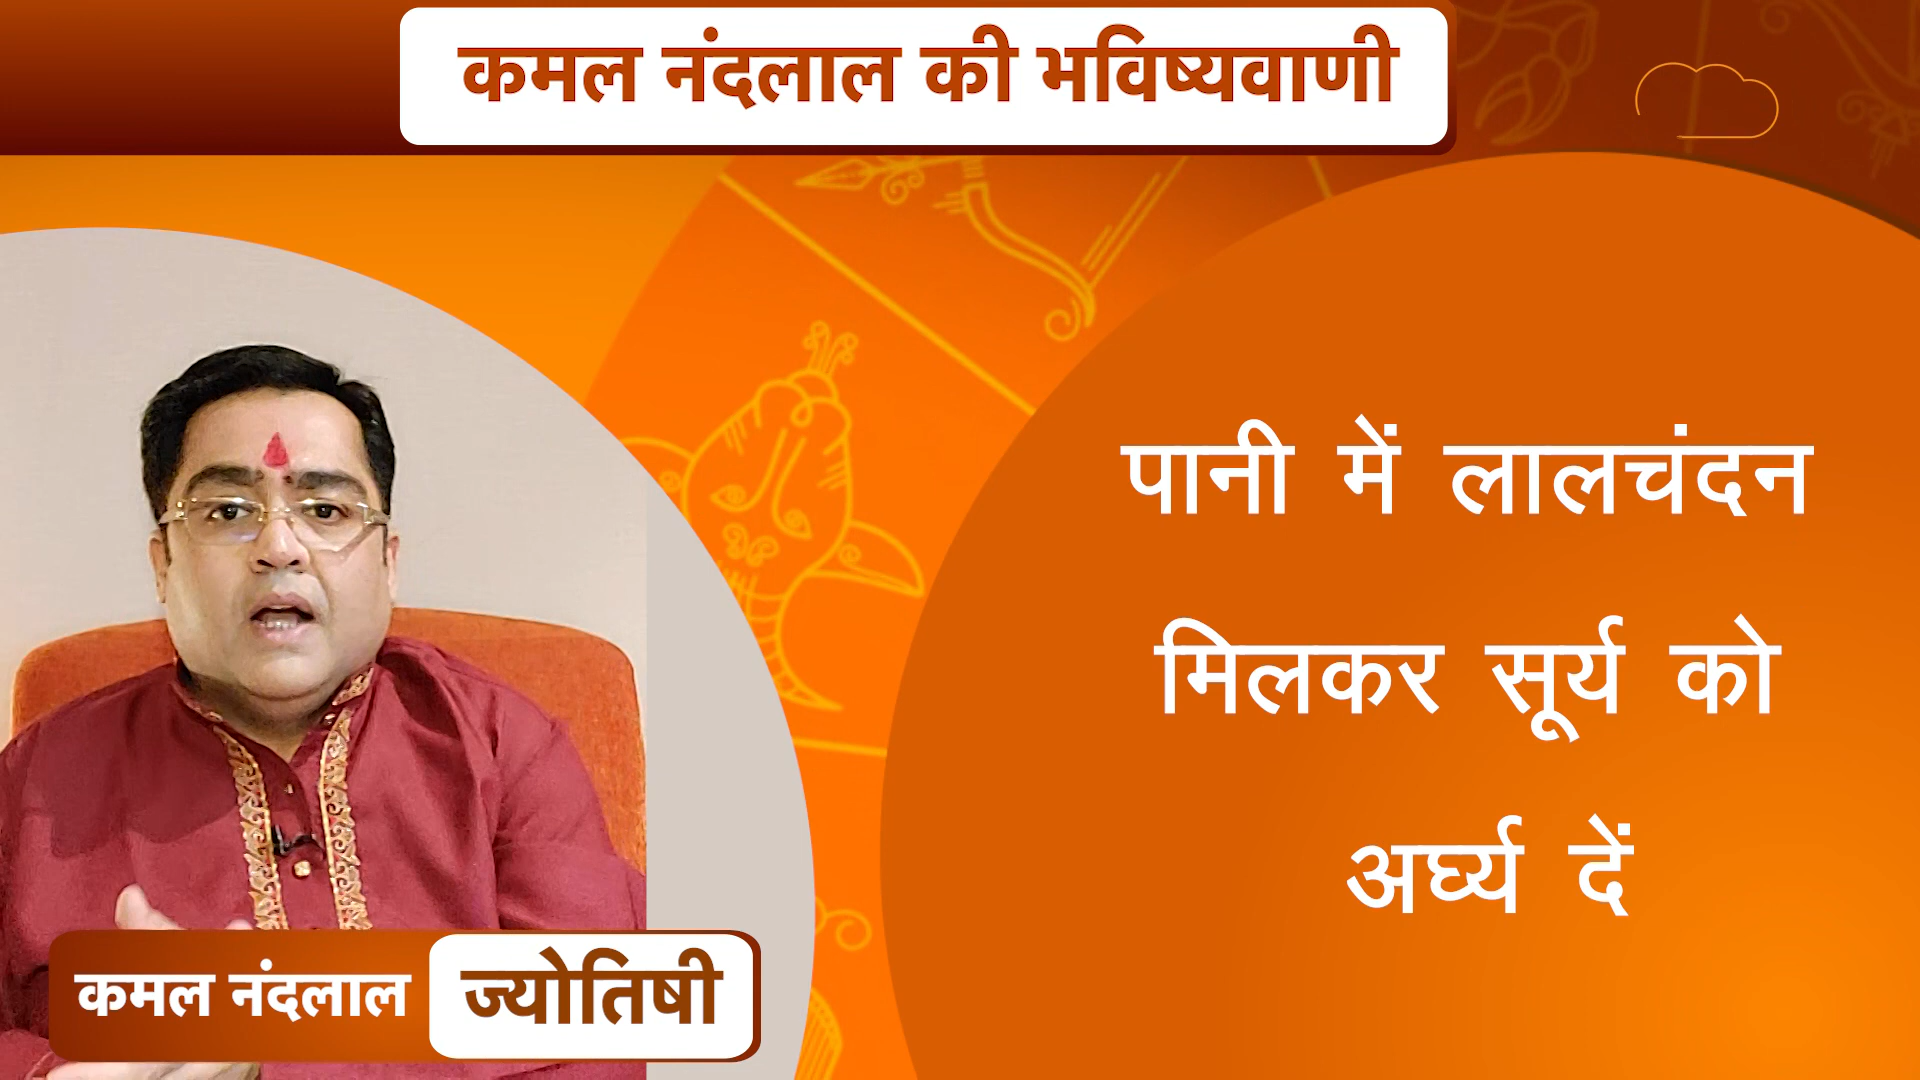 कमल नंदलाल की भविष्यवाणी
पानी में लालचंदन
मिलकर सूर्य को
अर्घ्य दें
कमल नंदलाल
ज्योतिषी